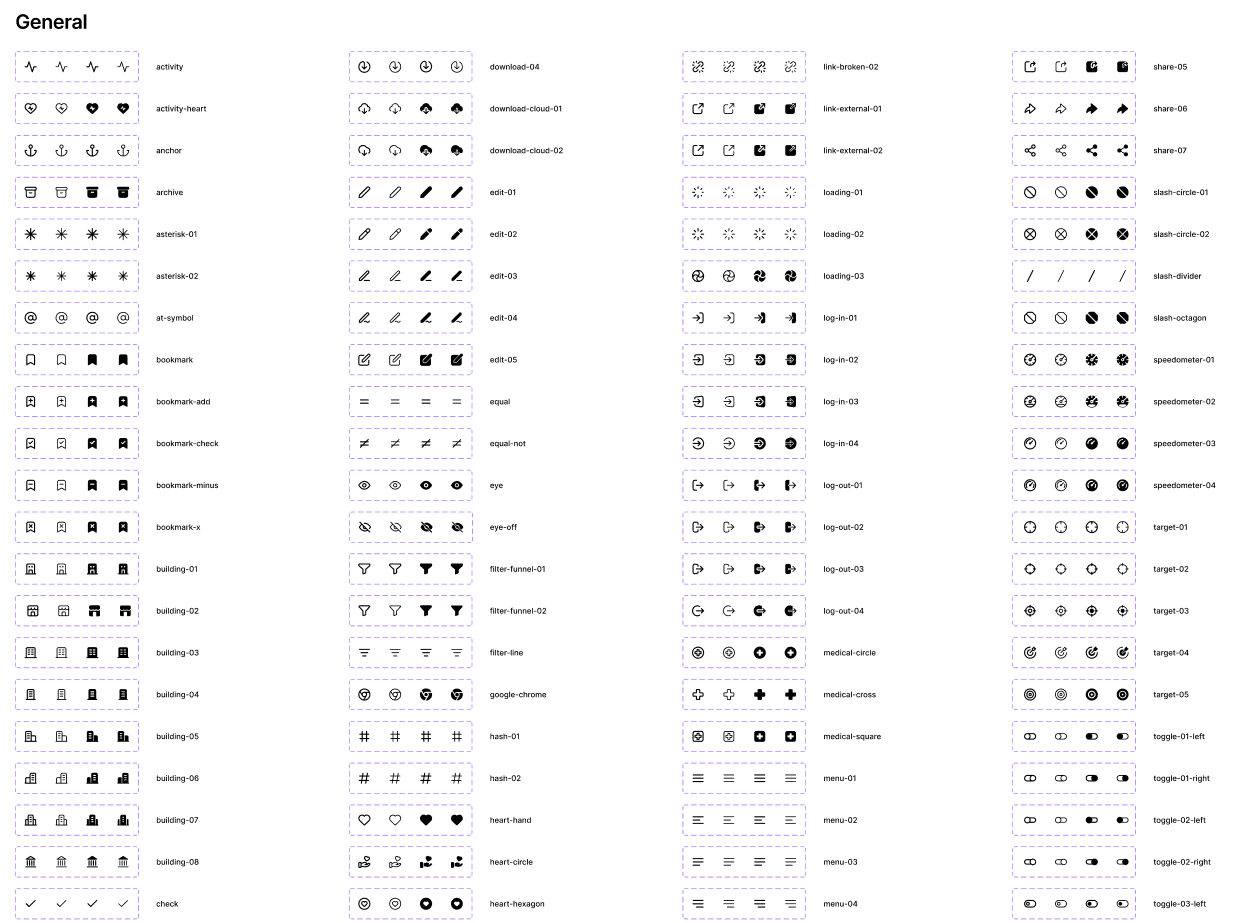 General
activity
activity-heart
anchor
archive
asterisk-01
asterisk-02
at-symbol
bookmark
bookmark-add
bookmark-check
bookmark-minus
bookmark-x
building-01
building-02
building-03
building-04
building-05
building-06
building-07
building-08
check
download-04
download-cloud-01
download-cloud-02
edit-01
edit-02
edit-03
edit-04
edit-05
equal
equal-not
eye
eye-off
filter-funnel-01
filter-funnel-02
filter-line
google-chrome
hash-01
hash-02
heart-hand
heart-circle
heart-hexagon
link-broken-02
link-external-01
link-external-02
loading-01
loading-02
loading-03
log-in-01
log-in-02
log-in-03
log-in-04
log-out-01
log-out-02
log-out-03
log-out-04
medical-circle
medical-cross
medical-square
menu-01
menu-02
menu-03
menu-04
share-05
share-06
share-07
slash-circle-01
slash-circle-02
slash-divider
slash-octagon
speedometer-01
speedometer-02
speedometer-03
speedometer-04
target-01
target-02
target-03
target-04
target-05
toggle-01-left
toggle-01-right
toggle-02-left
toggle-02-right
toggle-03-left